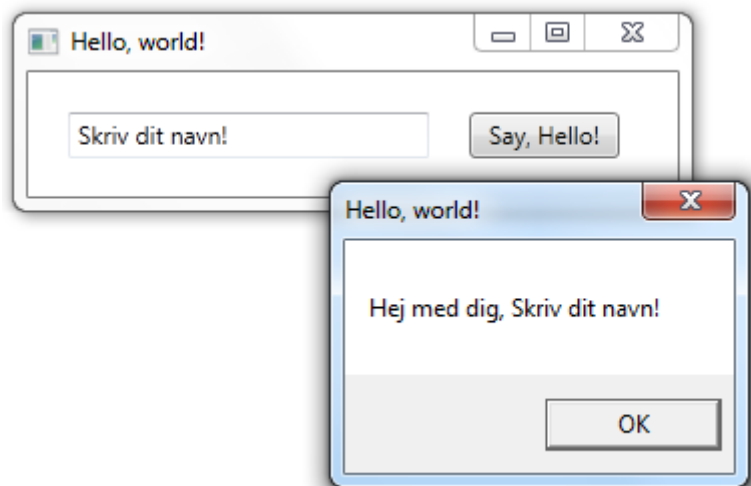 Hello, world!
Skriv dit navn!
Say, Hello!
Hello, world!
Hej med dig, Skriv dit navn!
OK